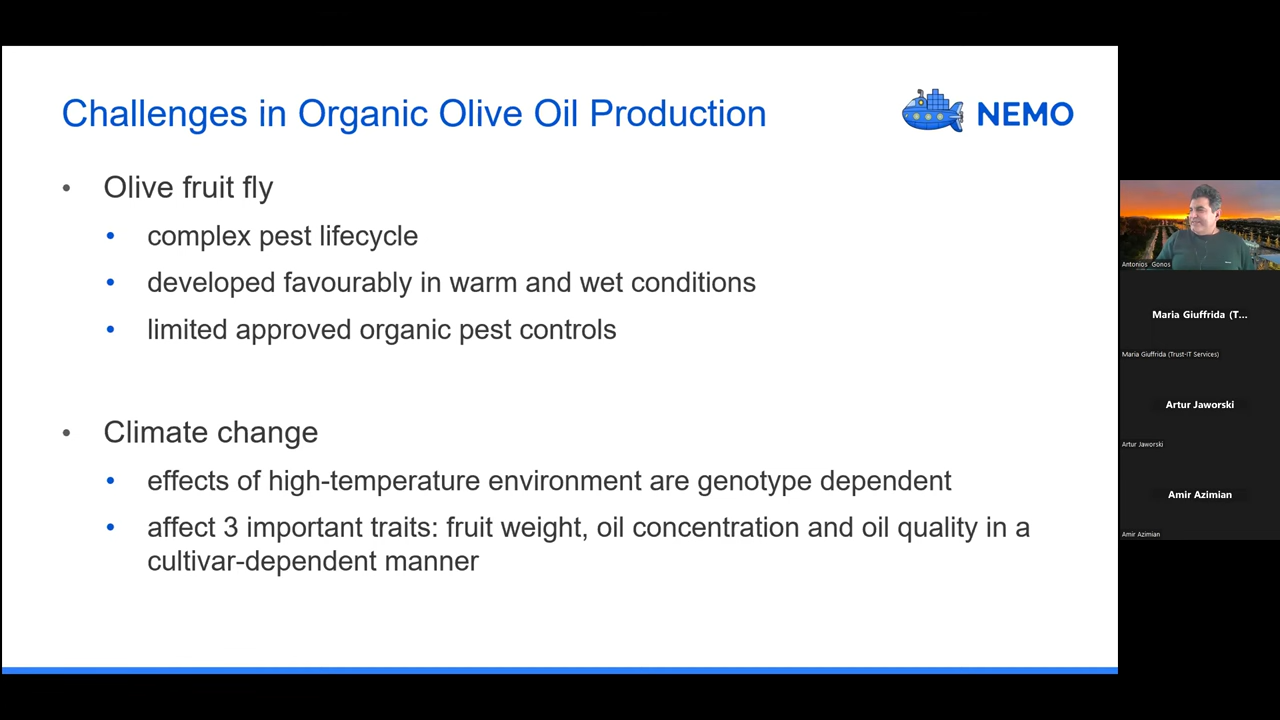 Challenges in Organic Olive Oil Production
NEMO
• Olive fruit fly
• complex pest lifecycle
• developed favourably in warm and wet conditions
• limited approved organic pest controls
• Climate change
• effects of high-temperature environment are genotype dependent
• affect 3 important traits: fruit weight, oil concentration and oil quality in a
cultivar-dependent manner
Antonios Gonos
Maria Giuffrida (T...
Maria Giuffrida (Trust-IT Services)
Artur Jaworski
Artur Jaworski
Amir Azimian
Amir Azimian